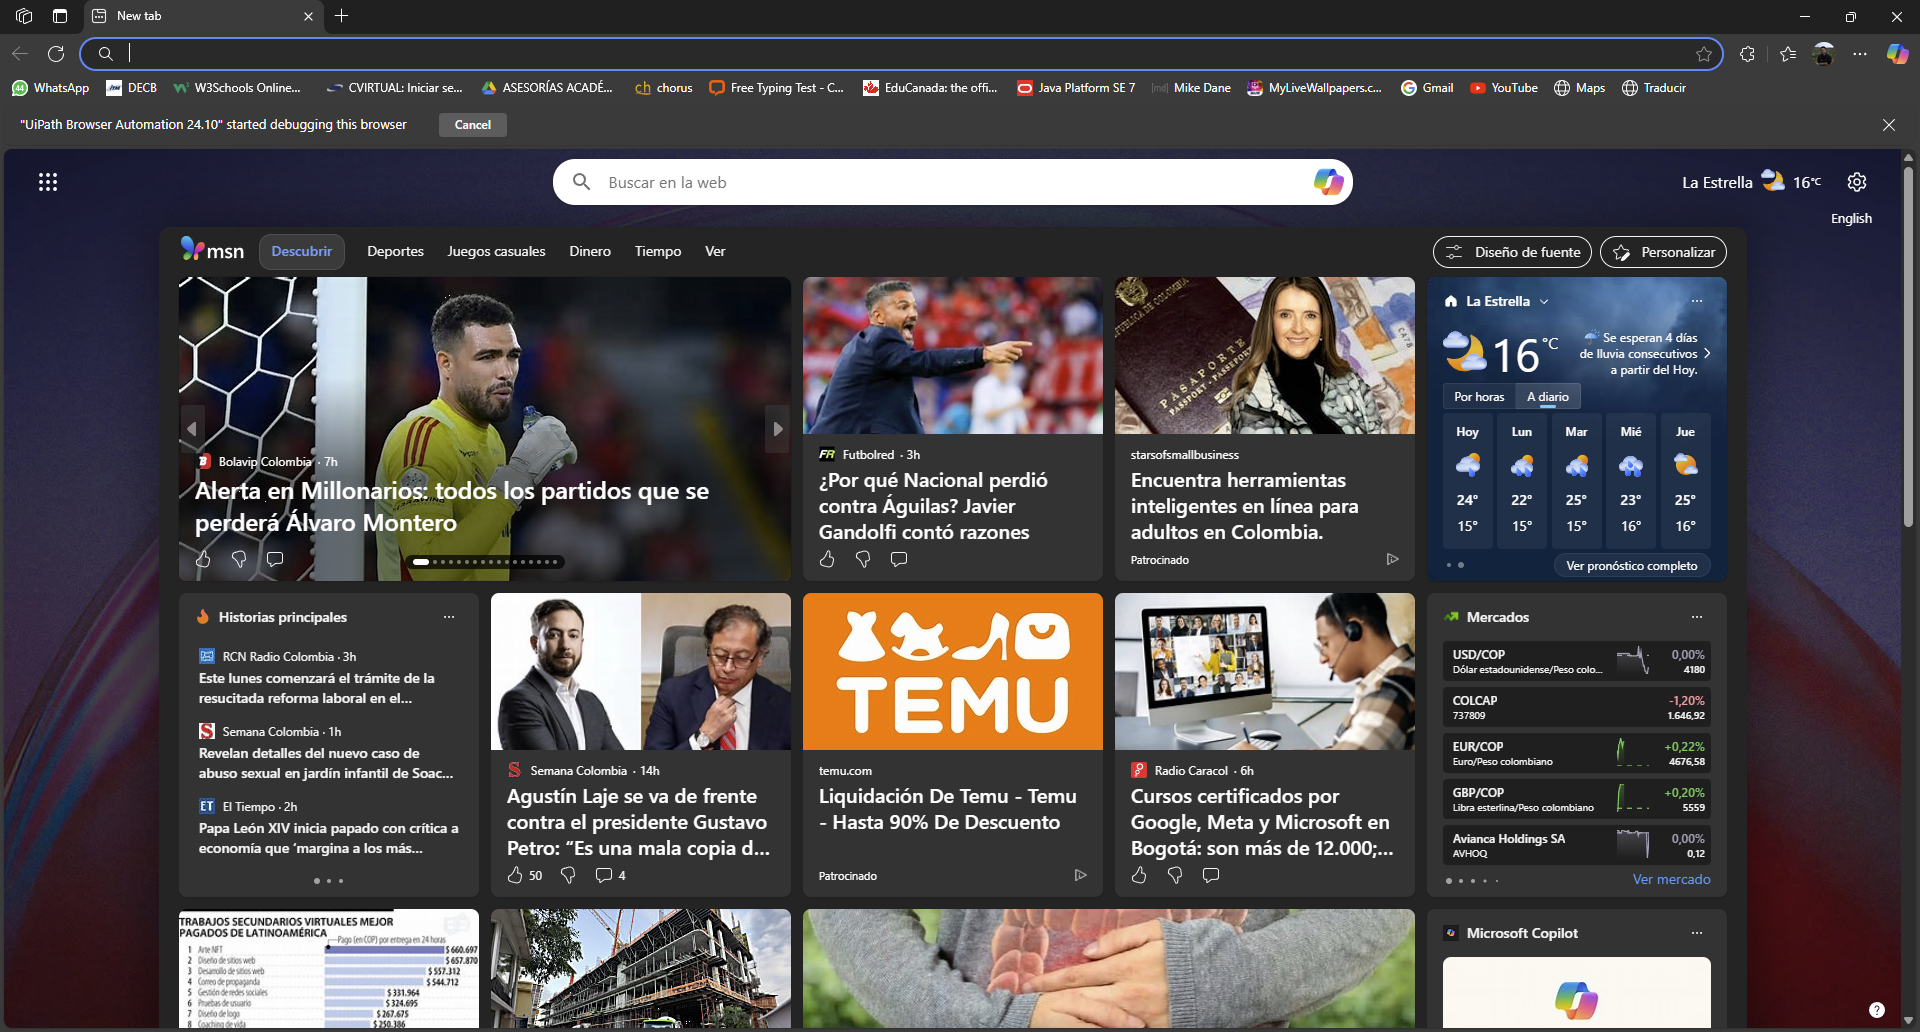 New tab
44
WhatsApp
DECB
W3Schools Online...
CVIRTUAL: Iniciar se...
ASESORÍAS ACADÉ...
ch chorus
Free Typing Test - C...
EduCanada: the offi...
Java Platform SE 7
[md] Mike Dane
MyLiveWallpapers.c...
Gmail
YouTube
Maps
Traducir
"UiPath Browser Automation 24.10" started debugging this browser
Cancel
Buscar en la web
La Estrella
16°C
English
msn
Descubrir
Deportes
Juegos casuales
Dinero
Tiempo
Ver
Diseño de fuente
Personalizar
Bolavip Colombia · 7h
Alerta en Millonarios: todos los partidos que se
perderá Álvaro Montero
FR Futbolred · 3h
¿Por qué Nacional perdió
contra Águilas? Javier
Gandolfi contó razones
REPUBLICA DE COLOMBIA
PASAPORTE
starsofsmallbusiness
Encuentra herramientas
inteligentes en línea para
adultos en Colombia.
Patrocinado
La Estrella
16 °C
Se esperan 4 días
de lluvia consecutivos
a partir del Hoy.
Por horas
A diario
Hoy Lun Mar Mié Jue
24° 22° 25° 23° 25°
15° 15° 15° 16° 16°
Ver pronóstico completo
Historias principales
RCN Radio Colombia · 3h
Este lunes comenzará el trámite de la
resucitada reforma laboral en el...
S Semana Colombia · 1h
Revelan detalles del nuevo caso de
abuso sexual en jardín infantil de Soac...
ET El Tiempo · 2h
Papa León XIV inicia papado con crítica a
economía que 'margina a los más...
S Semana Colombia · 14h
Agustín Laje se va de frente
contra el presidente Gustavo
Petro: “Es una mala copia d...
50
4
TEMU
temu.com
Liquidación De Temu - Temu
- Hasta 90% De Descuento
Patrocinado
Radio Caracol · 6h
Cursos certificados por
Google, Meta y Microsoft en
Bogotá: son más de 12.000;...
Mercados
USD/COP 0,00%
Dólar estadounidense/Peso colo... 4180
COLCAP -1,20%
737809 1.646,92
EUR/COP +0,22%
Euro/Peso colombiano 4676,58
GBP/COP +0,20%
Libra esterlina/Peso colombiano 5559
Avianca Holdings SA 0,00%
AVHOQ 0,12
Ver mercado
TRABAJOS SECUNDARIOS VIRTUALES MEJOR
PAGADOS DE LATINOAMÉRICA
Pago (en COP) por entrega en 24 horas
1 Arte NFT $660.697
2 Diseño de sitios web $657.870
3 Desarrollo de sitios web $557.312
4 Correo de propaganda $544.712
5 Gestión de redes sociales $331.964
6 Pruebas de usuario $324.695
7 Diseño de logo $267.675
8 Coaching de vida $250.386
Microsoft Copilot
?